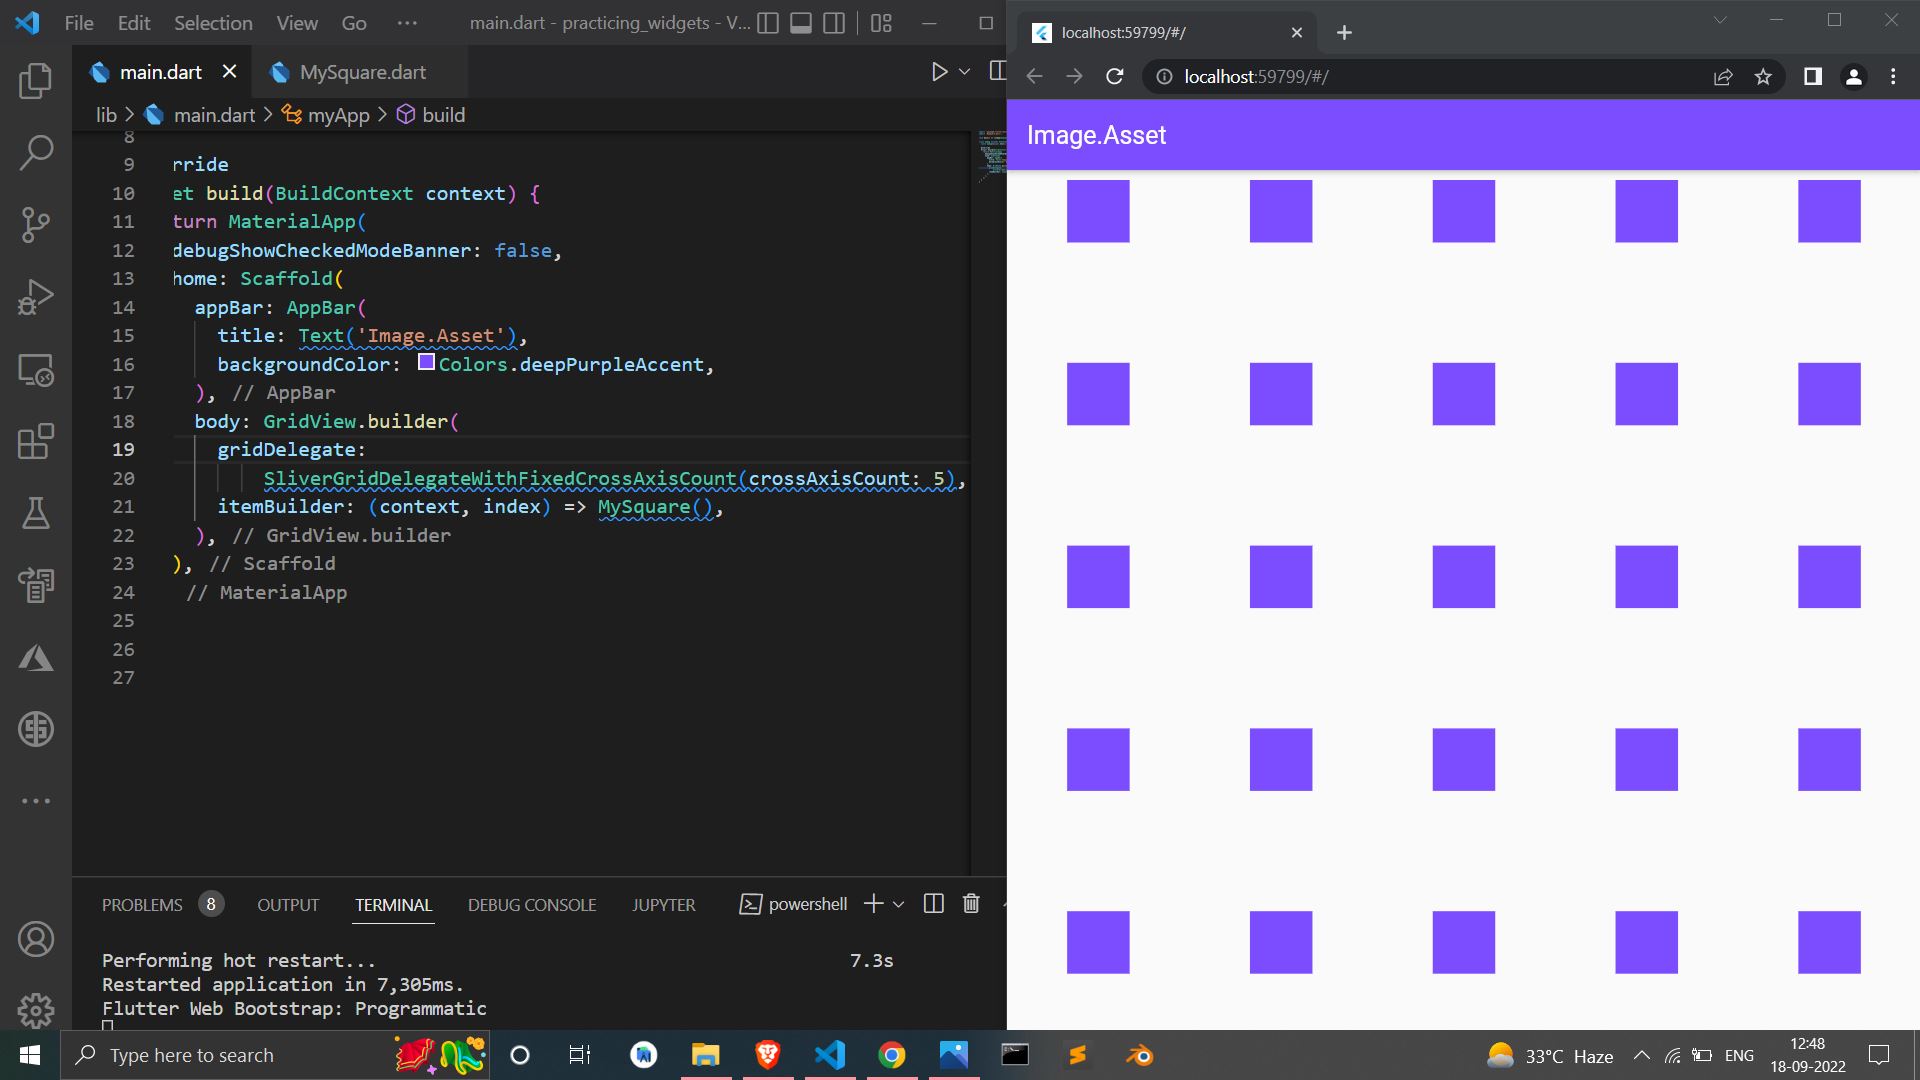 File Edit Selection View Go ··· main.dart - practicing_widgets - V...
main.dart MySquare.dart
lib > main.dart > myApp > build
8
9 rride
10 et build(BuildContext context) {
11 turn MaterialApp(
12 debugShowCheckedModeBanner: false,
13 home: Scaffold(
14 appBar: AppBar(
15 title: Text('Image.Asset'),
16 backgroundColor: Colors.deepPurpleAccent,
17 ), // AppBar
18 body: GridView.builder(
19 gridDelegate:
20 SliverGridDelegateWithFixedCrossAxisCount(crossAxisCount: 5),
21 itemBuilder: (context, index) => MySquare(),
22 ), // GridView.builder
23 ), // Scaffold
24 // MaterialApp
25
26
27
PROBLEMS 8 OUTPUT TERMINAL DEBUG CONSOLE JUPYTER powershell
Performing hot restart... 7.3s
Restarted application in 7,305ms.
Flutter Web Bootstrap: Programmatic
localhost:59799/#/
localhost:59799/#/
Image.Asset
Type here to search
33°C Haze
ENG
12:48
18-09-2022